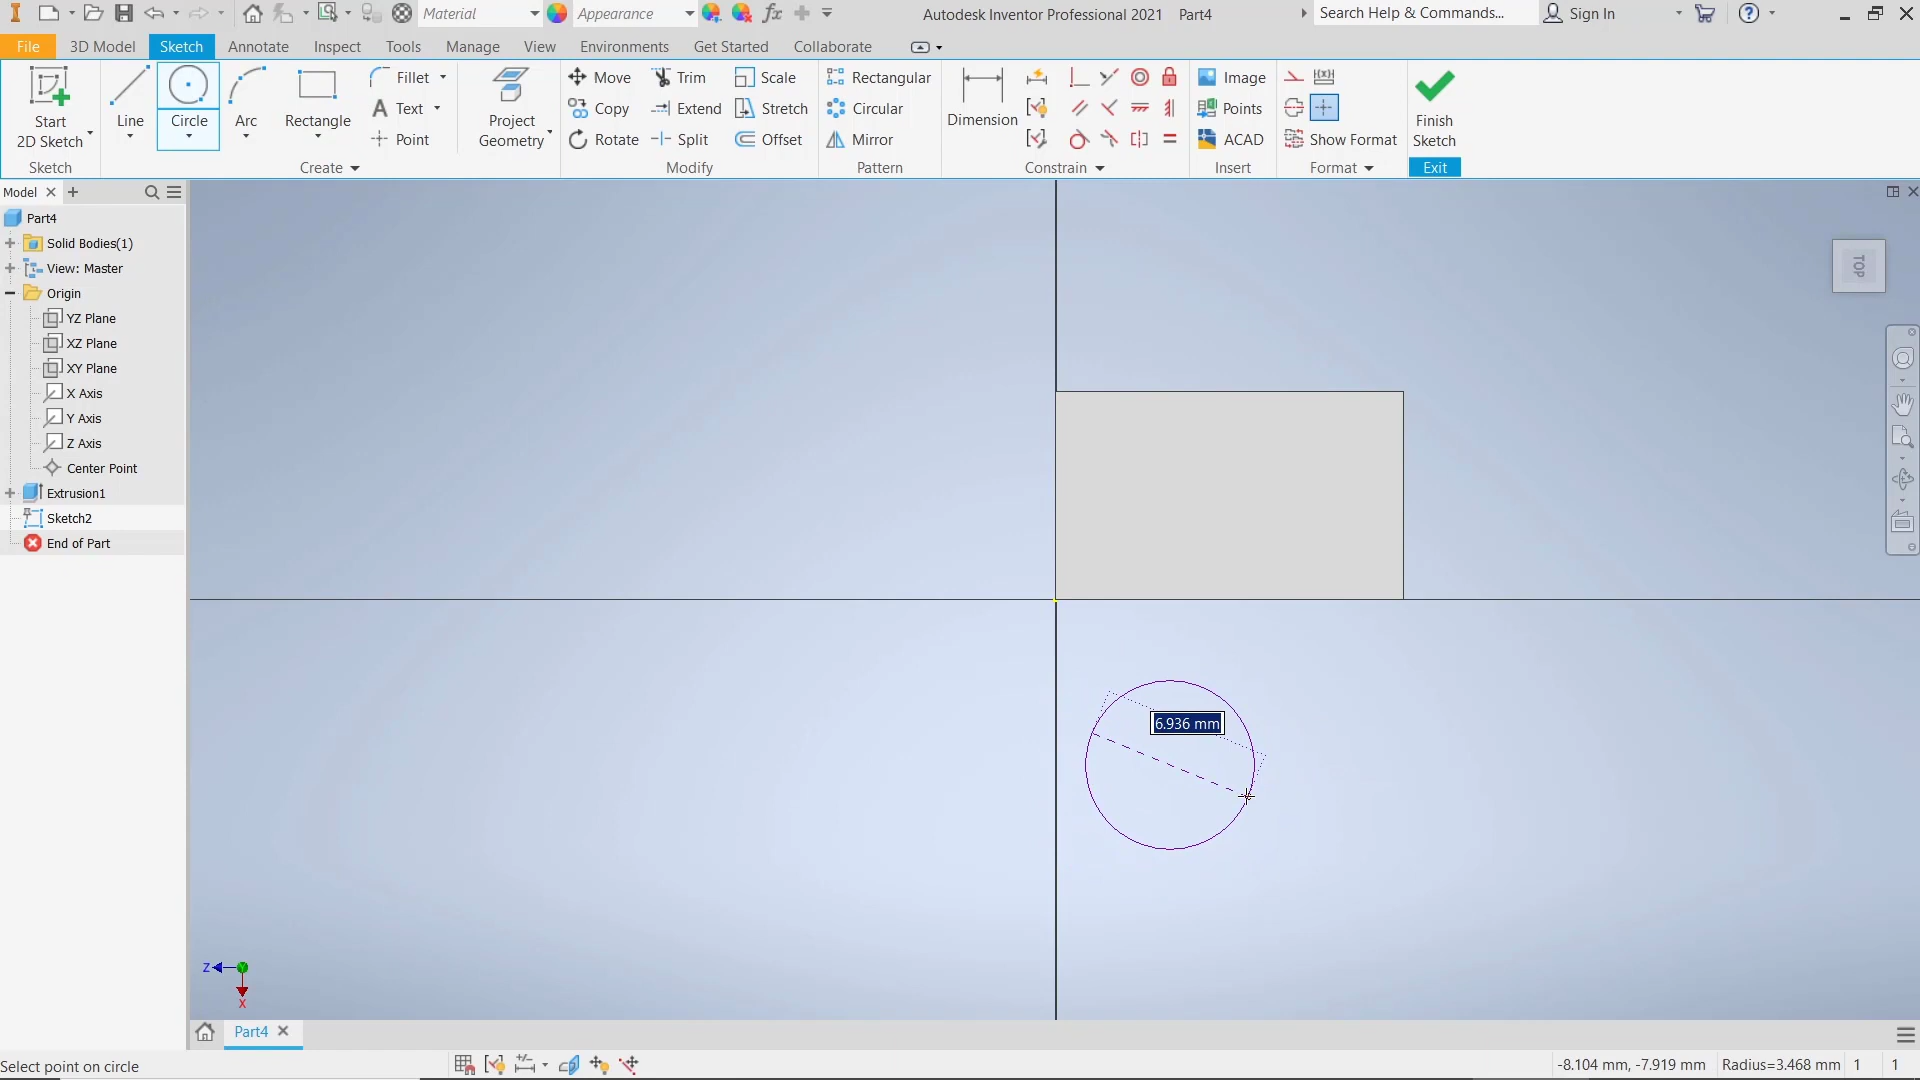 Material
Appearance
Autodesk Inventor Professional 2021 Part4
Search Help & Commands...
Sign In
File 3D Model Sketch Annotate Inspect Tools Manage View Environments Get Started Collaborate
Start
2D Sketch
Line
Circle
Arc
Rectangle
Fillet
Text
Point
Project
Geometry
Move Trim Scale
Copy Extend Stretch
Rotate Split Offset
Rectangular
Circular
Mirror
Dimension
Image
Points
ACAD
Show Format
Finish
Sketch
Sketch Create Modify Pattern Constrain Insert Format Exit
Model
Part4
Solid Bodies(1)
View: Master
Origin
YZ Plane
XZ Plane
XY Plane
X Axis
Y Axis
Z Axis
Center Point
Extrusion1
Sketch2
End of Part
TOP
6.936 mm
Z
X
Part4
Select point on circle
-8.104 mm, -7.919 mm Radius=3.468 mm 1 1